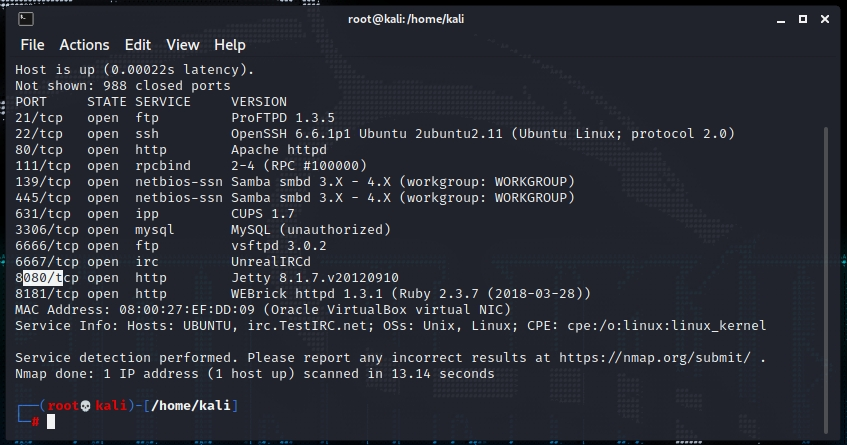 root@kali: /home/kali
File Actions Edit View Help
Host is up (0.00022s latency).
Not shown: 988 closed ports
PORT STATE SERVICE VERSION
21/tcp open ftp ProFTPD 1.3.5
22/tcp open ssh OpenSSH 6.6.1p1 Ubuntu 2ubuntu2.11 (Ubuntu Linux; protocol 2.0)
80/tcp open http Apache httpd
111/tcp open rpcbind 2-4 (RPC #100000)
139/tcp open netbios-ssn Samba smbd 3.X - 4.X (workgroup: WORKGROUP)
445/tcp open netbios-ssn Samba smbd 3.X - 4.X (workgroup: WORKGROUP)
631/tcp open ipp CUPS 1.7
3306/tcp open mysql MySQL (unauthorized)
6666/tcp open ftp vsftpd 3.0.2
6667/tcp open irc UnrealIRCd
8080/tcp open http Jetty 8.1.7.v20120910
8181/tcp open http WEBrick httpd 1.3.1 (Ruby 2.3.7 (2018-03-28))
MAC Address: 08:00:27:EF:DD:09 (Oracle VirtualBox virtual NIC)
Service Info: Hosts: UBUNTU, irc.TestIRC.net; OSs: Unix, Linux; CPE: cpe:/o:linux:linux_kernel
Service detection performed. Please report any incorrect results at https://nmap.org/submit/ .
Nmap done: 1 IP address (1 host up) scanned in 13.14 seconds
┌──(root💀kali)-[/home/kali]
└─#